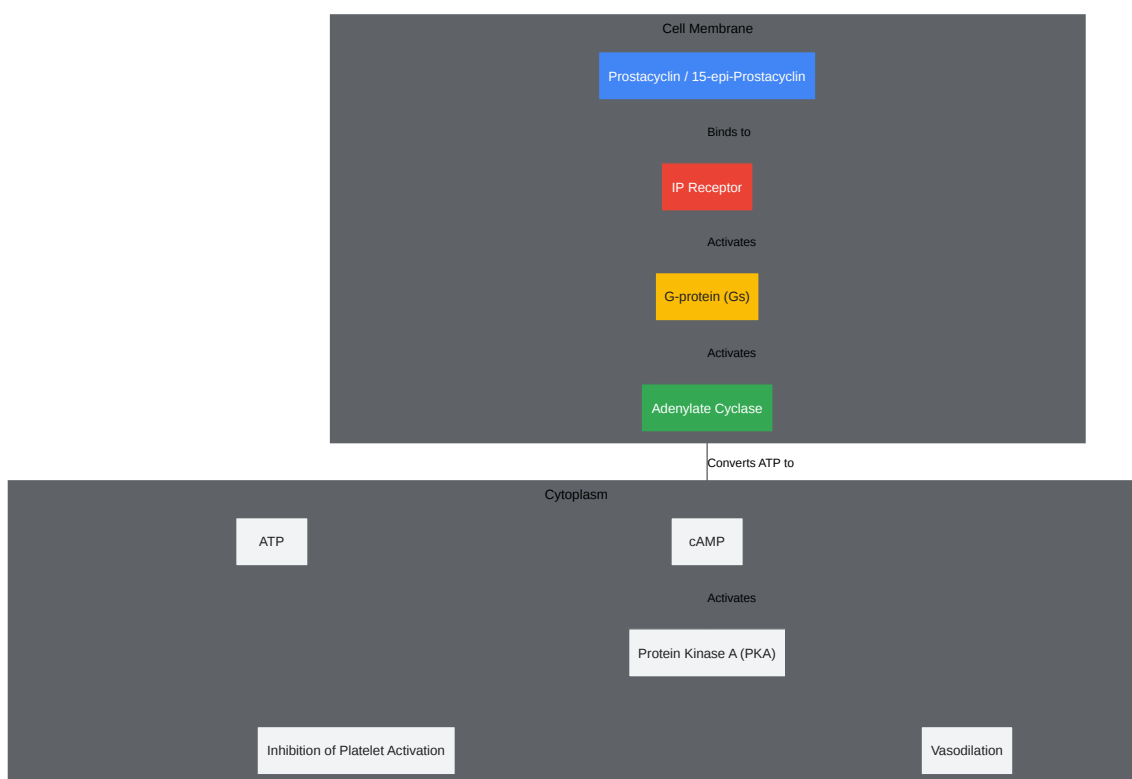 Cell Membrane
Prostacyclin / 15-epi-Prostacyclin
Binds to
IP Receptor
Activates
G-protein (Gs)
Activates
Adenylate Cyclase
Converts ATP to
Cytoplasm
ATP
cAMP
Activates
Protein Kinase A (PKA)
Inhibition of Platelet Activation
Vasodilation